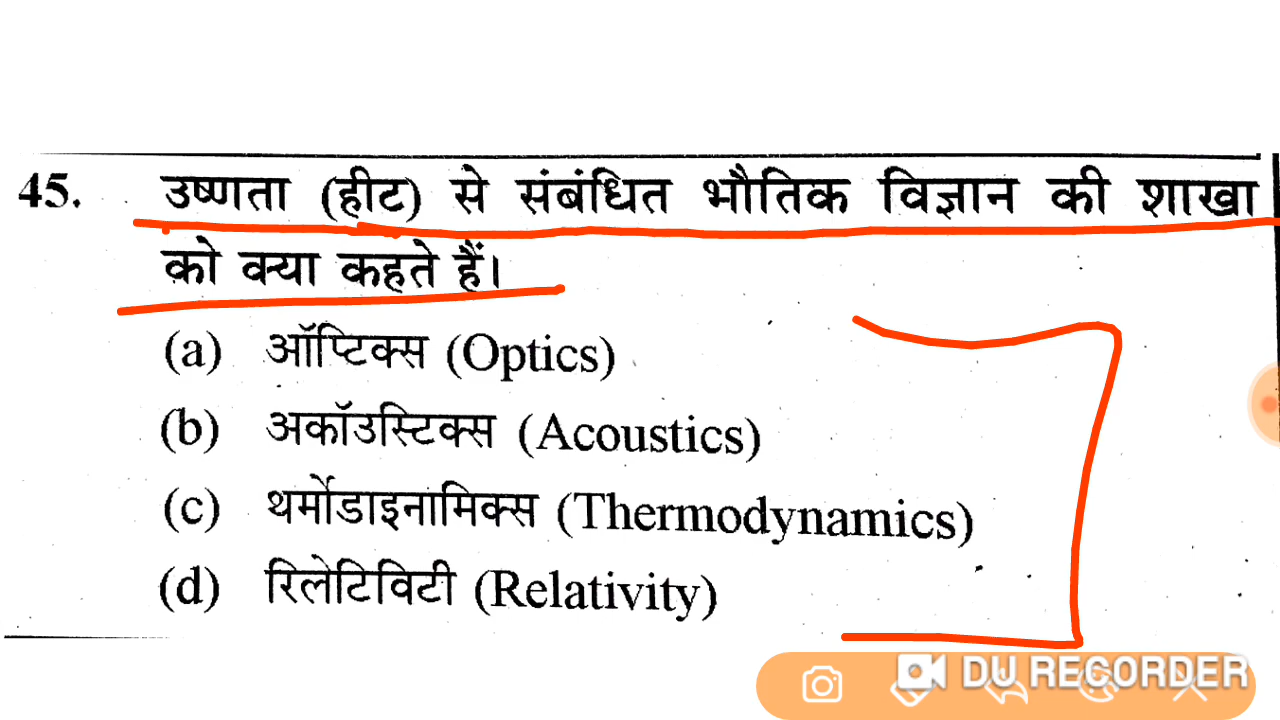 45. उष्णता (हीट) से संबंधित भौतिक विज्ञान की शाखा
को क्या कहते हैं।
(a) ऑप्टिक्स (Optics)
(b) अकॉउस्टिक्स (Acoustics)
(c) थर्मोडाइनामिक्स (Thermodynamics)
(d) रिलेटिविटी (Relativity)
DU RECORDER